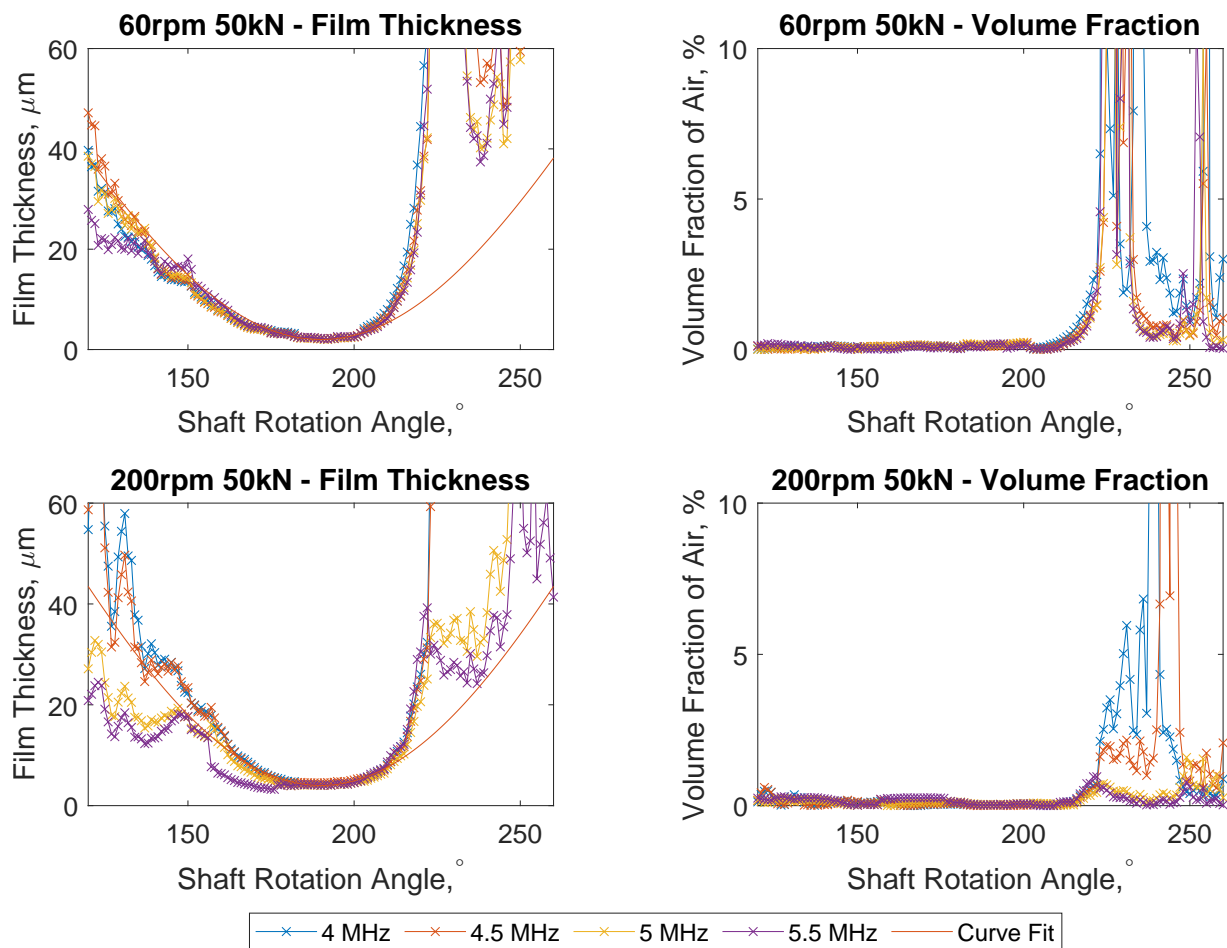 60rpm 50kN - Film Thickness
60
40
20
0
Film Thickness, μm
150
200
250
Shaft Rotation Angle,°
60rpm 50kN - Volume Fraction
10
5
0
Volume Fraction of Air, %
150
200
250
Shaft Rotation Angle,°
200rpm 50kN - Film Thickness
60
40
20
0
Film Thickness, μm
150
200
250
Shaft Rotation Angle,°
200rpm 50kN - Volume Fraction
10
5
0
Volume Fraction of Air, %
150
200
250
Shaft Rotation Angle,°
4 MHz
4.5 MHz
5 MHz
5.5 MHz
Curve Fit